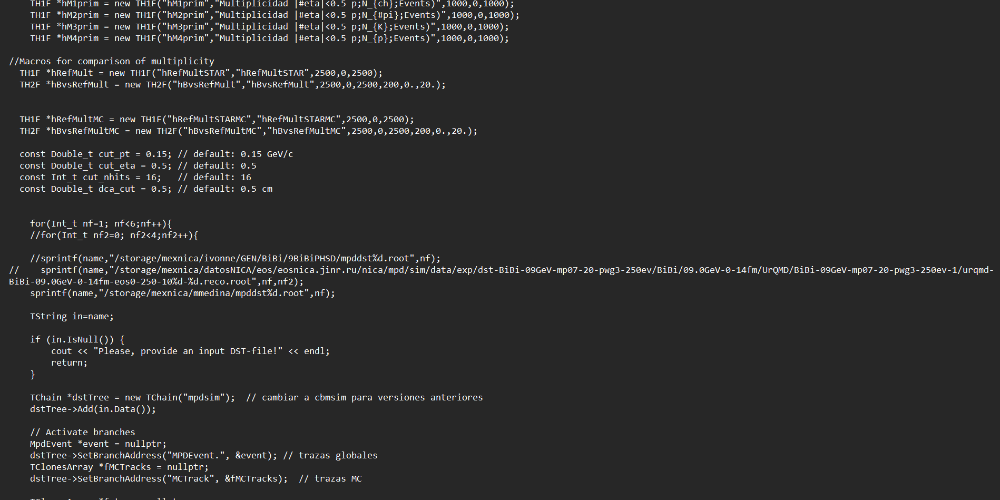 TH1F *hM1prim = new TH1F("hM1prim","Multiplicidad |#eta|<0.5 p;N_{ch};Events)",1000,0,1000);
TH1F *hM2prim = new TH1F("hM2prim","Multiplicidad |#eta|<0.5 p;N_{#pi};Events)",1000,0,1000);
TH1F *hM3prim = new TH1F("hM3prim","Multiplicidad |#eta|<0.5 p;N_{K};Events)",1000,0,1000);
TH1F *hM4prim = new TH1F("hM4prim","Multiplicidad |#eta|<0.5 p;N_{p};Events)",1000,0,1000);
//Macros for comparison of multiplicity
TH1F *hRefMult = new TH1F("hRefMultSTAR","hRefMultSTAR",2500,0,2500);
TH2F *hBvsRefMult = new TH2F("hBvsRefMult","hBvsRefMult",2500,0,2500,200,0.,20.);
TH1F *hRefMultMC = new TH1F("hRefMultSTARMC","hRefMultSTARMC",2500,0,2500);
TH2F *hBvsRefMultMC = new TH2F("hBvsRefMultMC","hBvsRefMultMC",2500,0,2500,200,0.,20.);
const Double_t cut_pt = 0.15; // default: 0.15 GeV/c
const Double_t cut_eta = 0.5; // default: 0.5
const Int_t cut_nhits = 16;   // default: 16
const Double_t dca_cut = 0.5; // default: 0.5 cm
for(Int_t nf=1; nf<6;nf++){
//for(Int_t nf2=0; nf2<4;nf2++){
//sprintf(name,"/storage/mexnica/ivonne/GEN/BiBi/9BiBiPHSD/mpddst%d.root",nf);
//    sprintf(name,"/storage/mexnica/datosNICA/eos/eosnica.jinr.ru/nica/mpd/sim/data/exp/dst-BiBi-09GeV-mp07-20-pwg3-250ev/BiBi/09.0GeV-0-14fm/UrQMD/BiBi-09GeV-mp07-20-pwg3-250ev-1/urqmd-
BiBi-09.0GeV-0-14fm-eos0-250-10%d-%d.reco.root",nf,nf2);
sprintf(name,"/storage/mexnica/mmedina/mpddst%d.root",nf);
TString in=name;
if (in.IsNull()) {
cout << "Please, provide an input DST-file!" << endl;
return;
}
TChain *dstTree = new TChain("mpdsim");  // cambiar a cbmsim para versiones anteriores
dstTree->Add(in.Data());
// Activate branches
MpdEvent *event = nullptr;
dstTree->SetBranchAddress("MPDEvent.", &event); // trazas globales
TClonesArray *fMCTracks = nullptr;
dstTree->SetBranchAddress("MCTrack", &fMCTracks);  // trazas MC